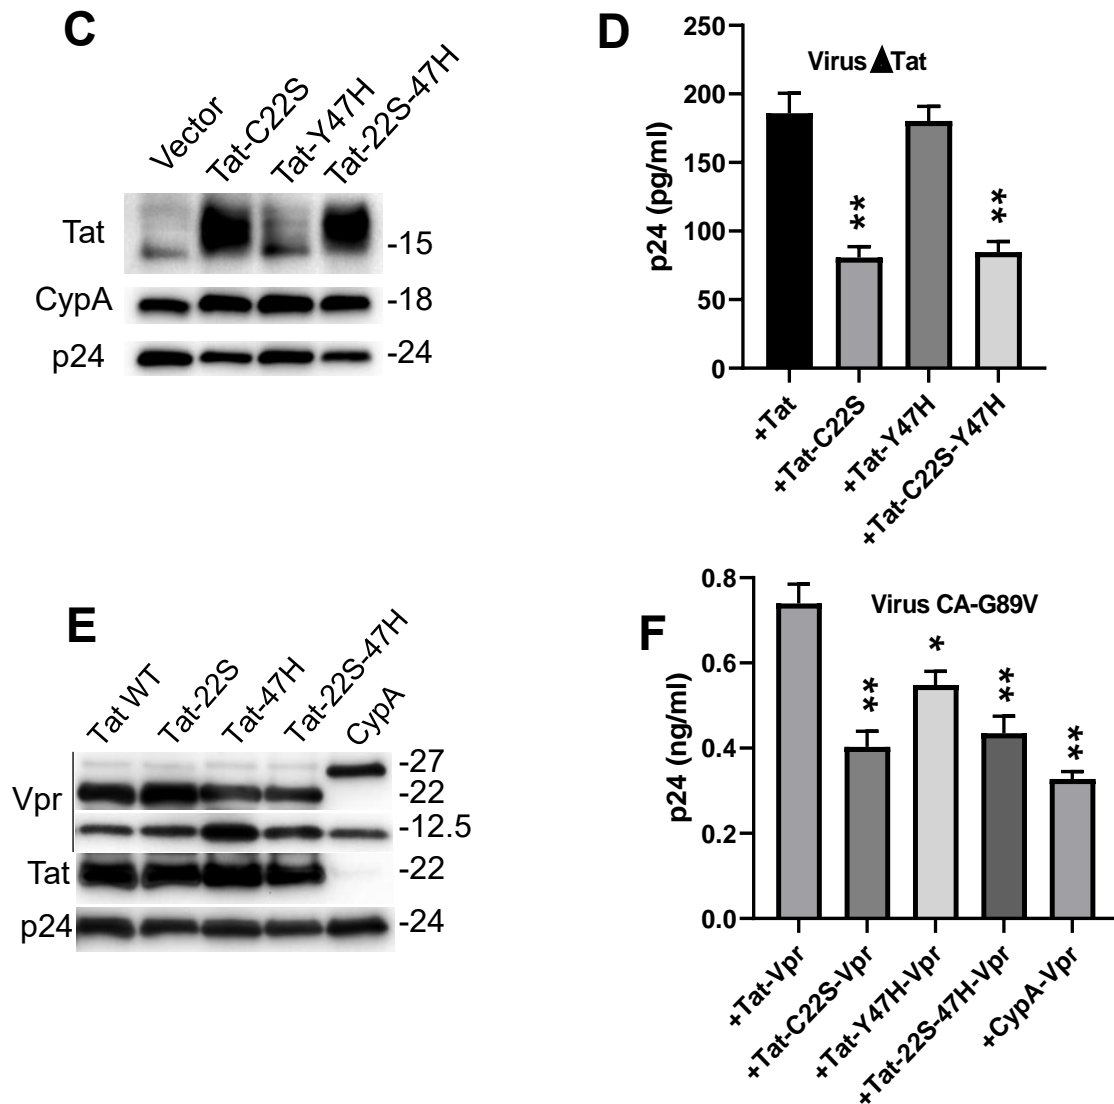 C
Vector
Tat-C22S
Tat-Y47H
Tat-22S-47H
Tat
-15
CypA
-18
p24
-24
D
Virus ▲Tat
p24 (pg/ml)
250
200
150
100
50
0
**
**
+Tat
+Tat-C22S
+Tat-Y47H
+Tat-C22S-Y47H
E
Tat WT
Tat-22S
Tat-47H
Tat-22S-47H
CypA
Vpr
-27
-22
-12.5
Tat
-22
p24
-24
F
Virus CA-G89V
p24 (ng/ml)
0.8
0.6
0.4
0.2
0.0
**
*
**
**
+Tat-Vpr
+Tat-C22S-Vpr
+Tat-Y47H-Vpr
+Tat-22S-47H-Vpr
+CypA-Vpr